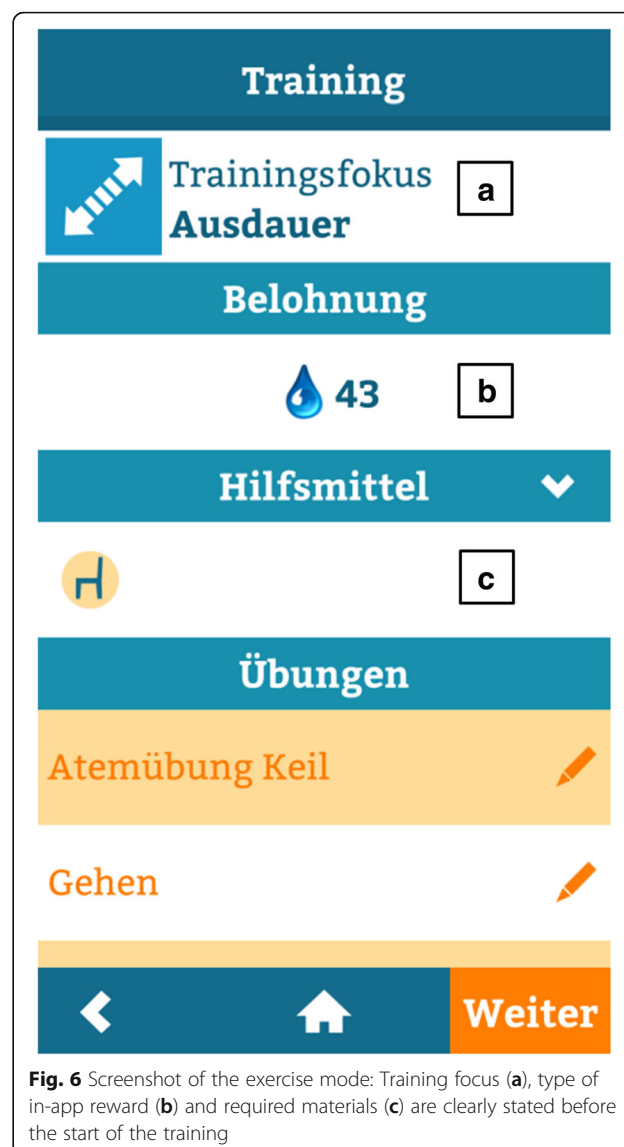 Training
Trainingsfokus
Ausdauer
a
Belohnung
43
b
Hilfsmittel
c
Übungen
Atemübung Keil
Gehen
Weiter
Fig. 6 Screenshot of the exercise mode: Training focus (a), type of
in-app reward (b) and required materials (c) are clearly stated before
the start of the training